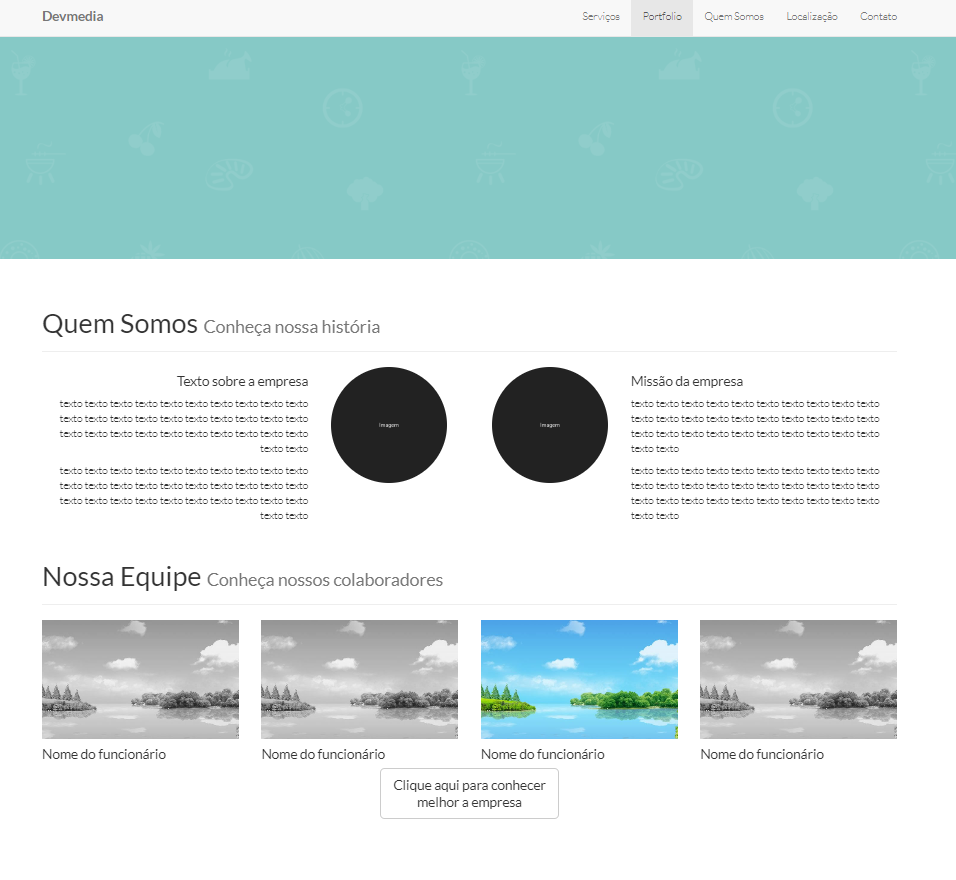 Devmedia
Serviços
Portfolio
Quem Somos
Localização
Contato
Quem Somos Conheça nossa história
Texto sobre a empresa
texto texto texto texto texto texto texto texto texto texto
texto texto texto texto texto texto texto texto texto texto
texto texto texto texto texto texto texto texto texto texto
texto texto
texto texto texto texto texto texto texto texto texto texto
texto texto texto texto texto texto texto texto texto texto
texto texto texto texto texto texto texto texto texto texto
texto texto
Imagem
Imagem
Missão da empresa
texto texto texto texto texto texto texto texto texto texto
texto texto texto texto texto texto texto texto texto texto
texto texto texto texto texto texto texto texto texto texto
texto texto
texto texto texto texto texto texto texto texto texto texto
texto texto texto texto texto texto texto texto texto texto
texto texto texto texto texto texto texto texto texto texto
texto texto
Nossa Equipe Conheça nossos colaboradores
Nome do funcionário
Nome do funcionário
Nome do funcionário
Nome do funcionário
Clique aqui para conhecer
melhor a empresa